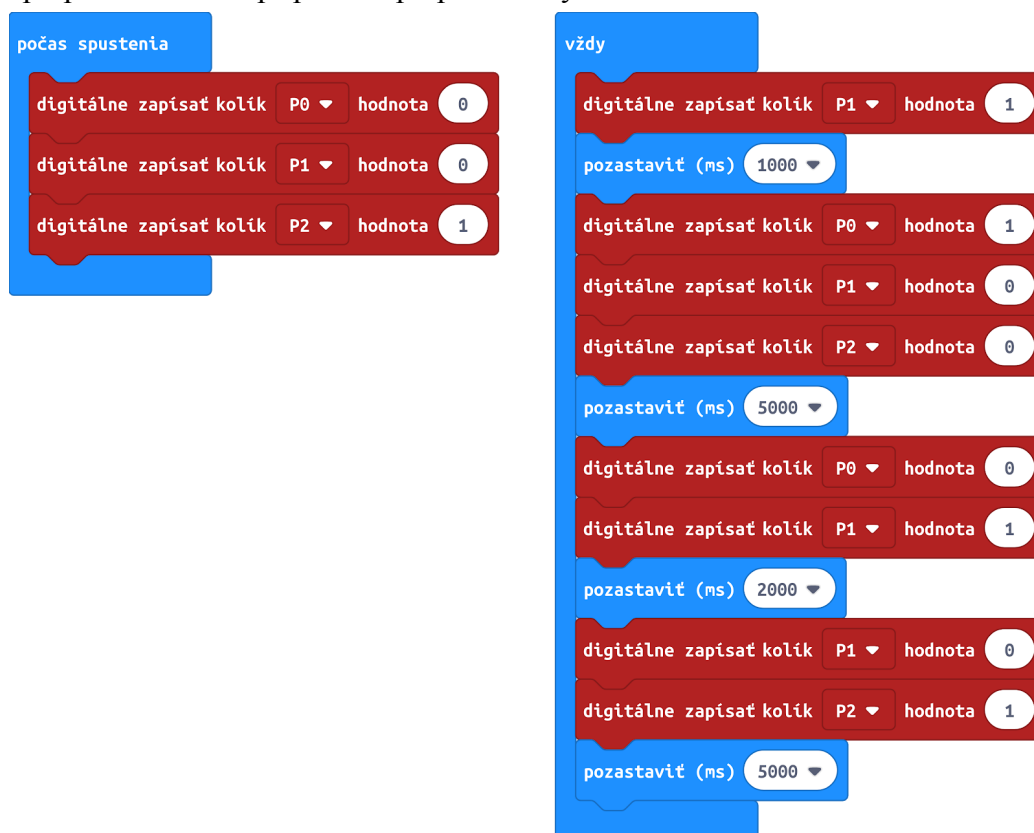 počas spustenia
digitálne zapísať kolík P0 hodnota 0
digitálne zapísať kolík P1 hodnota 0
digitálne zapísať kolík P2 hodnota 1
vždy
digitálne zapísať kolík P1 hodnota 1
pozastaviť (ms) 1000
digitálne zapísať kolík P0 hodnota 1
digitálne zapísať kolík P1 hodnota 0
digitálne zapísať kolík P2 hodnota 0
pozastaviť (ms) 5000
digitálne zapísať kolík P0 hodnota 0
digitálne zapísať kolík P1 hodnota 1
pozastaviť (ms) 2000
digitálne zapísať kolík P1 hodnota 0
digitálne zapísať kolík P2 hodnota 1
pozastaviť (ms) 5000